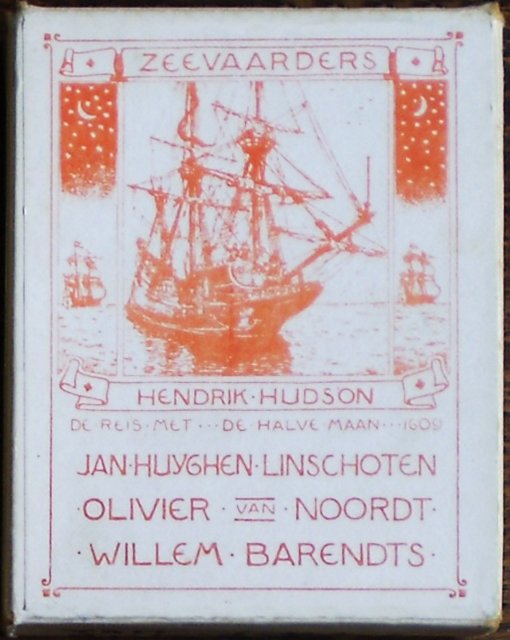 ZEEVAARDERS
HENDRIK·HUDSON
DE·REIS·MET···DE·HALVE·MAAN···1609
JAN·HUYGHEN·LINSCHOTEN
·OLIVIER·VAN·NOORDT·
·WILLEM·BARENDTS·